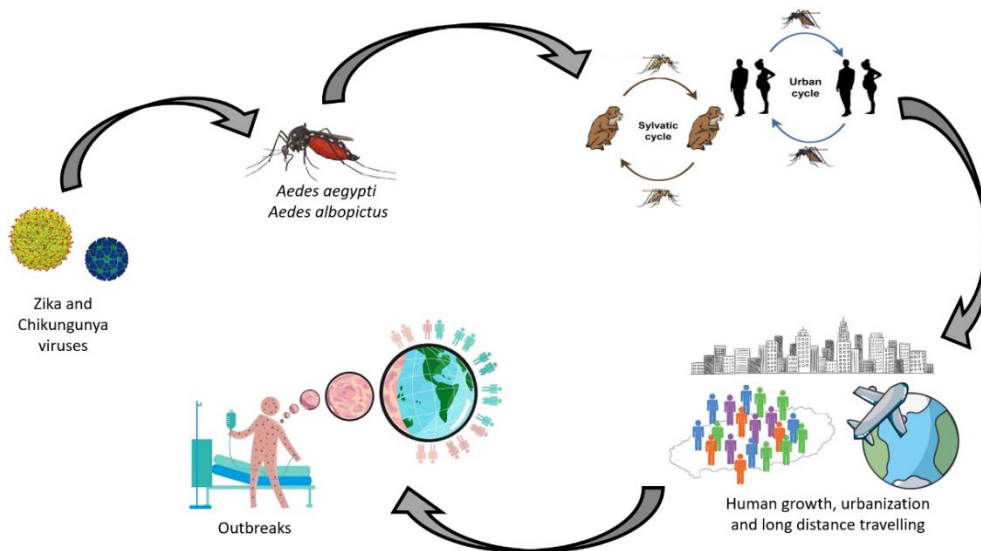 Zika and
Chikungunya
viruses
Aedes aegypti
Aedes albopictus
Sylvatic
cycle
Urban
cycle
Human growth, urbanization
and long distance travelling
Outbreaks